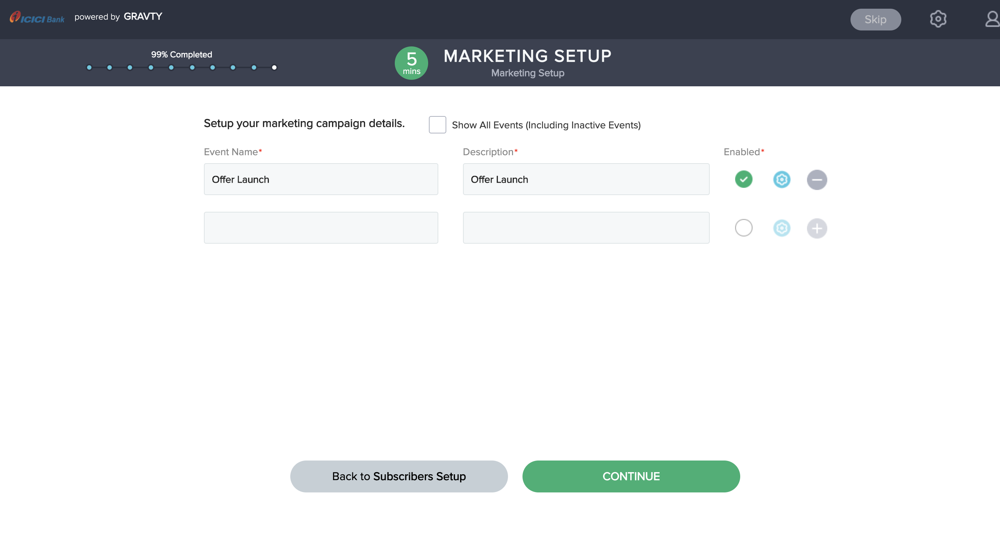 ICICI Bank powered by GRAVTY
Skip
99% Completed
5 mins
MARKETING SETUP
Marketing Setup
Setup your marketing campaign details.
Show All Events (Including Inactive Events)
Event Name* Description* Enabled*
Offer Launch Offer Launch
Back to Subscribers Setup CONTINUE